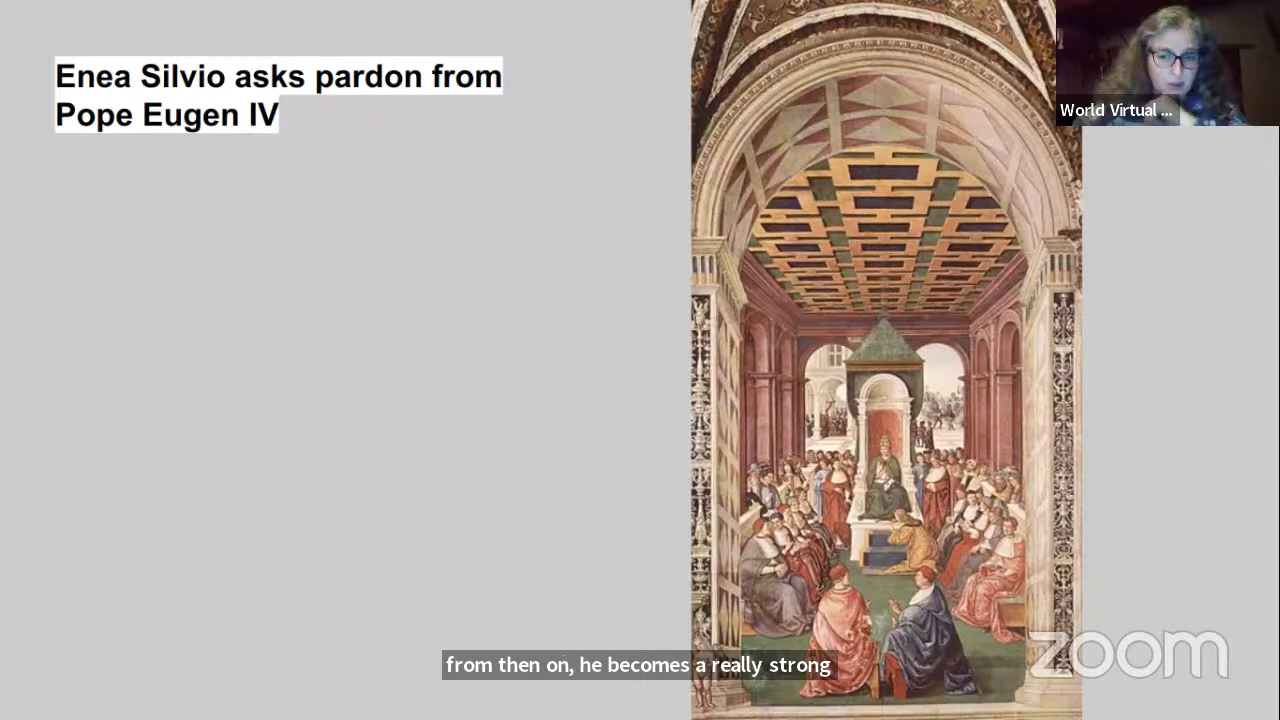 Enea Silvio asks pardon from
Pope Eugen IV
World Virtual ...
from then on, he becomes a really strong
zoom